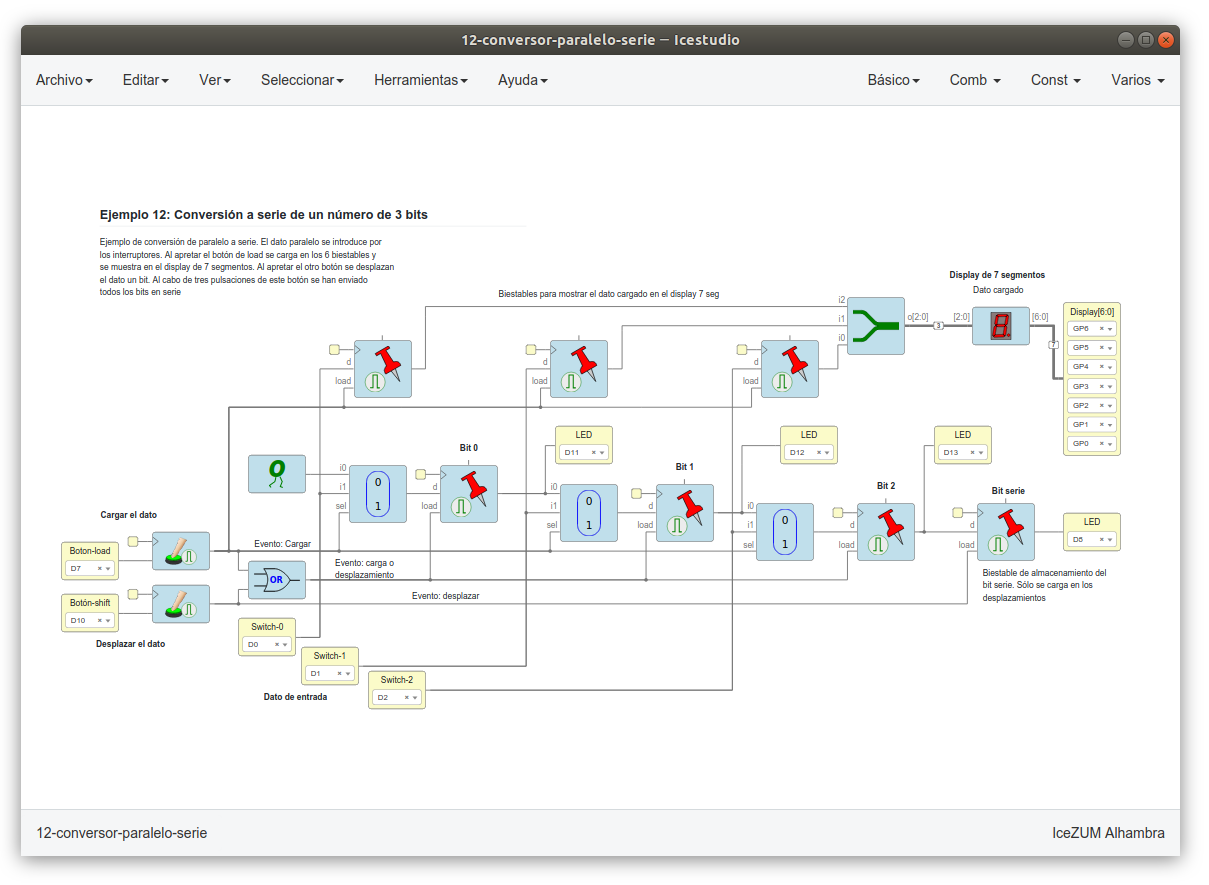 12-conversor-paralelo-serie — Icestudio
Archivo Editar Ver Seleccionar Herramientas Ayuda Básico Comb Const Varios
Ejemplo 12: Conversión a serie de un número de 3 bits
Ejemplo de conversión de paralelo a serie. El dato paralelo se introduce por
los interruptores. Al apretar el botón de load se carga en los 6 biestables y
se muestra en el display de 7 segmentos. Al apretar el otro botón se desplazan
el dato un bit. Al cabo de tres pulsaciones de este botón se han enviado
todos los bits en serie
Biestables para mostrar el dato cargado en el display 7 seg
Display de 7 segmentos
Dato cargado
i2
i1
i0
o[2:0]
3
[2:0]
8.
[6:0]
7
Display[6:0]
GP6
GP5
GP4
GP3
GP2
GP1
GP0
d
load
d
load
d
load
0
i0
i1
sel
0
1
Bit 0
d
load
LED
D11
i0
i1
sel
0
1
Bit 1
d
load
LED
D12
i0
i1
sel
0
1
Bit 2
d
load
LED
D13
Bit serie
d
load
LED
D6
Biestable de almacenamiento del
bit serie. Sólo se carga en los
desplazamientos
Cargar el dato
Boton-load
D7
Evento: Cargar
OR
Evento: carga o
desplazamiento
Botón-shift
D10
Evento: desplazar
Desplazar el dato
Switch-0
D0
Switch-1
D1
Switch-2
D2
Dato de entrada
12-conversor-paralelo-serie
IceZUM Alhambra